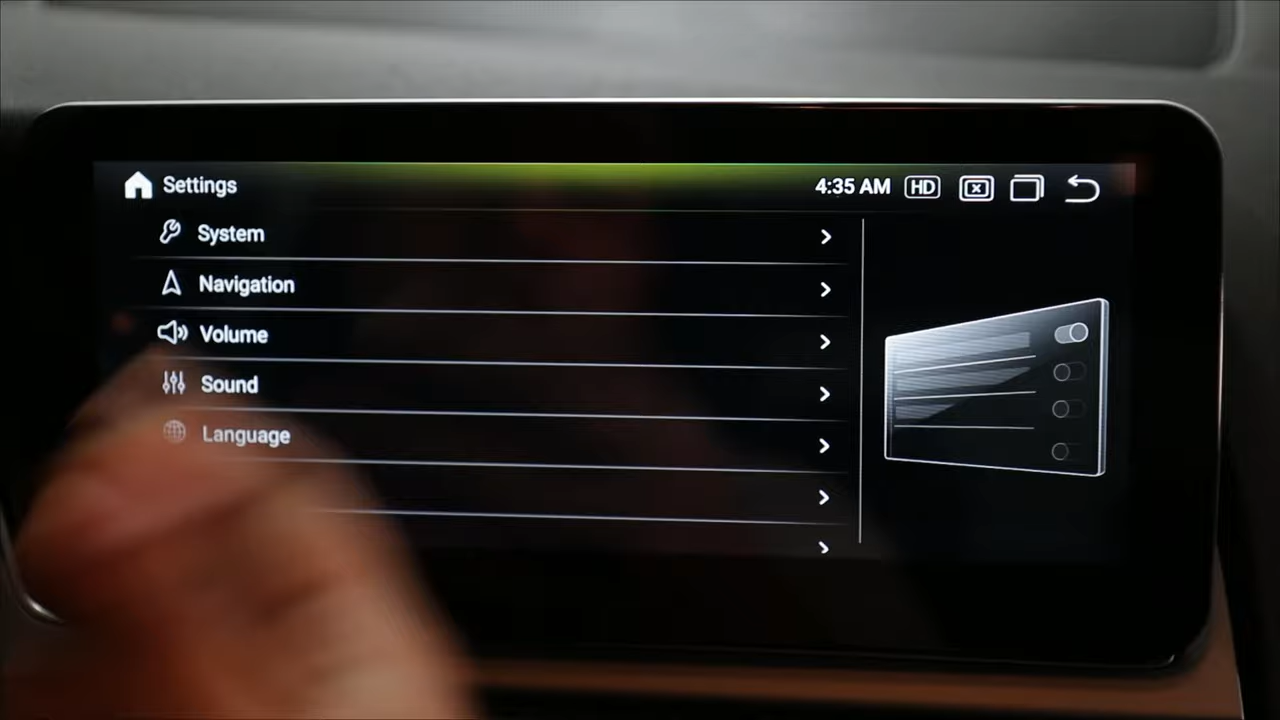 Settings
4:35 AM HD
System
Navigation
Volume
Sound
Language